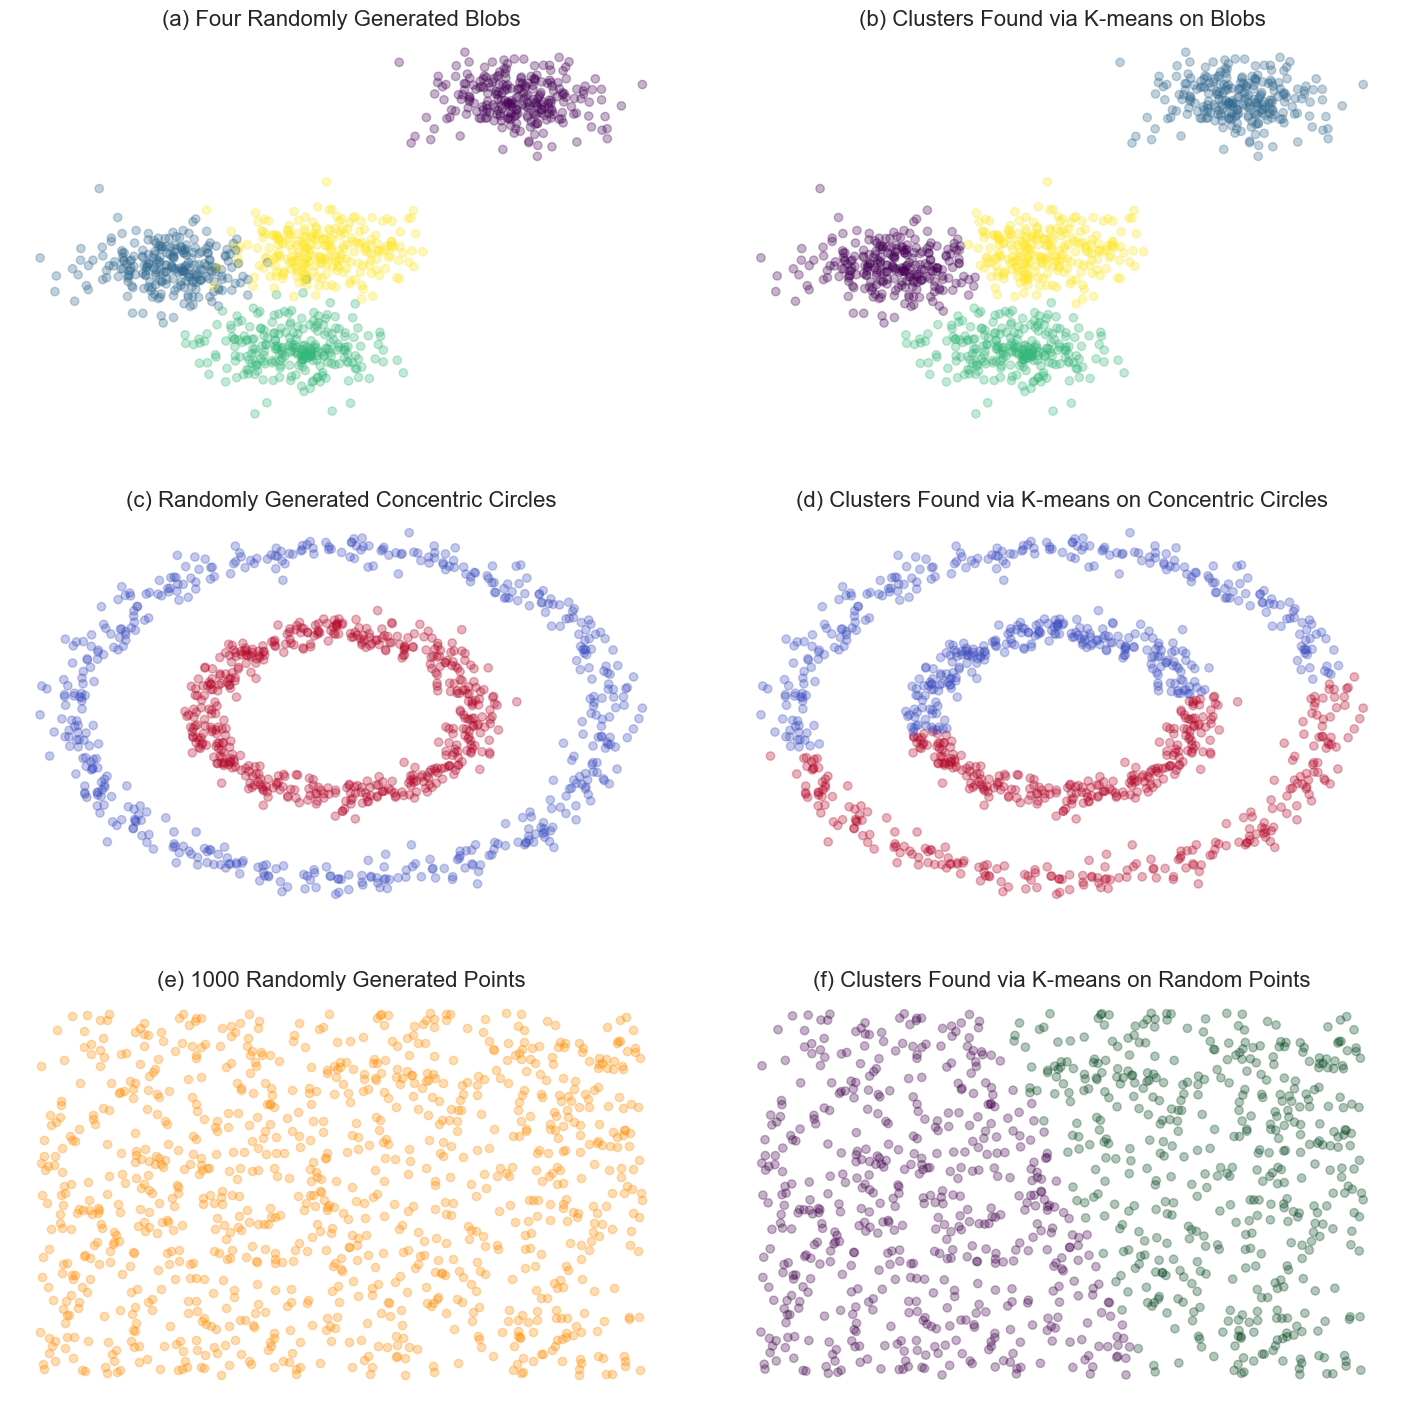 (a) Four Randomly Generated Blobs
(b) Clusters Found via K-means on Blobs
(c) Randomly Generated Concentric Circles
(d) Clusters Found via K-means on Concentric Circles
(e) 1000 Randomly Generated Points
(f) Clusters Found via K-means on Random Points